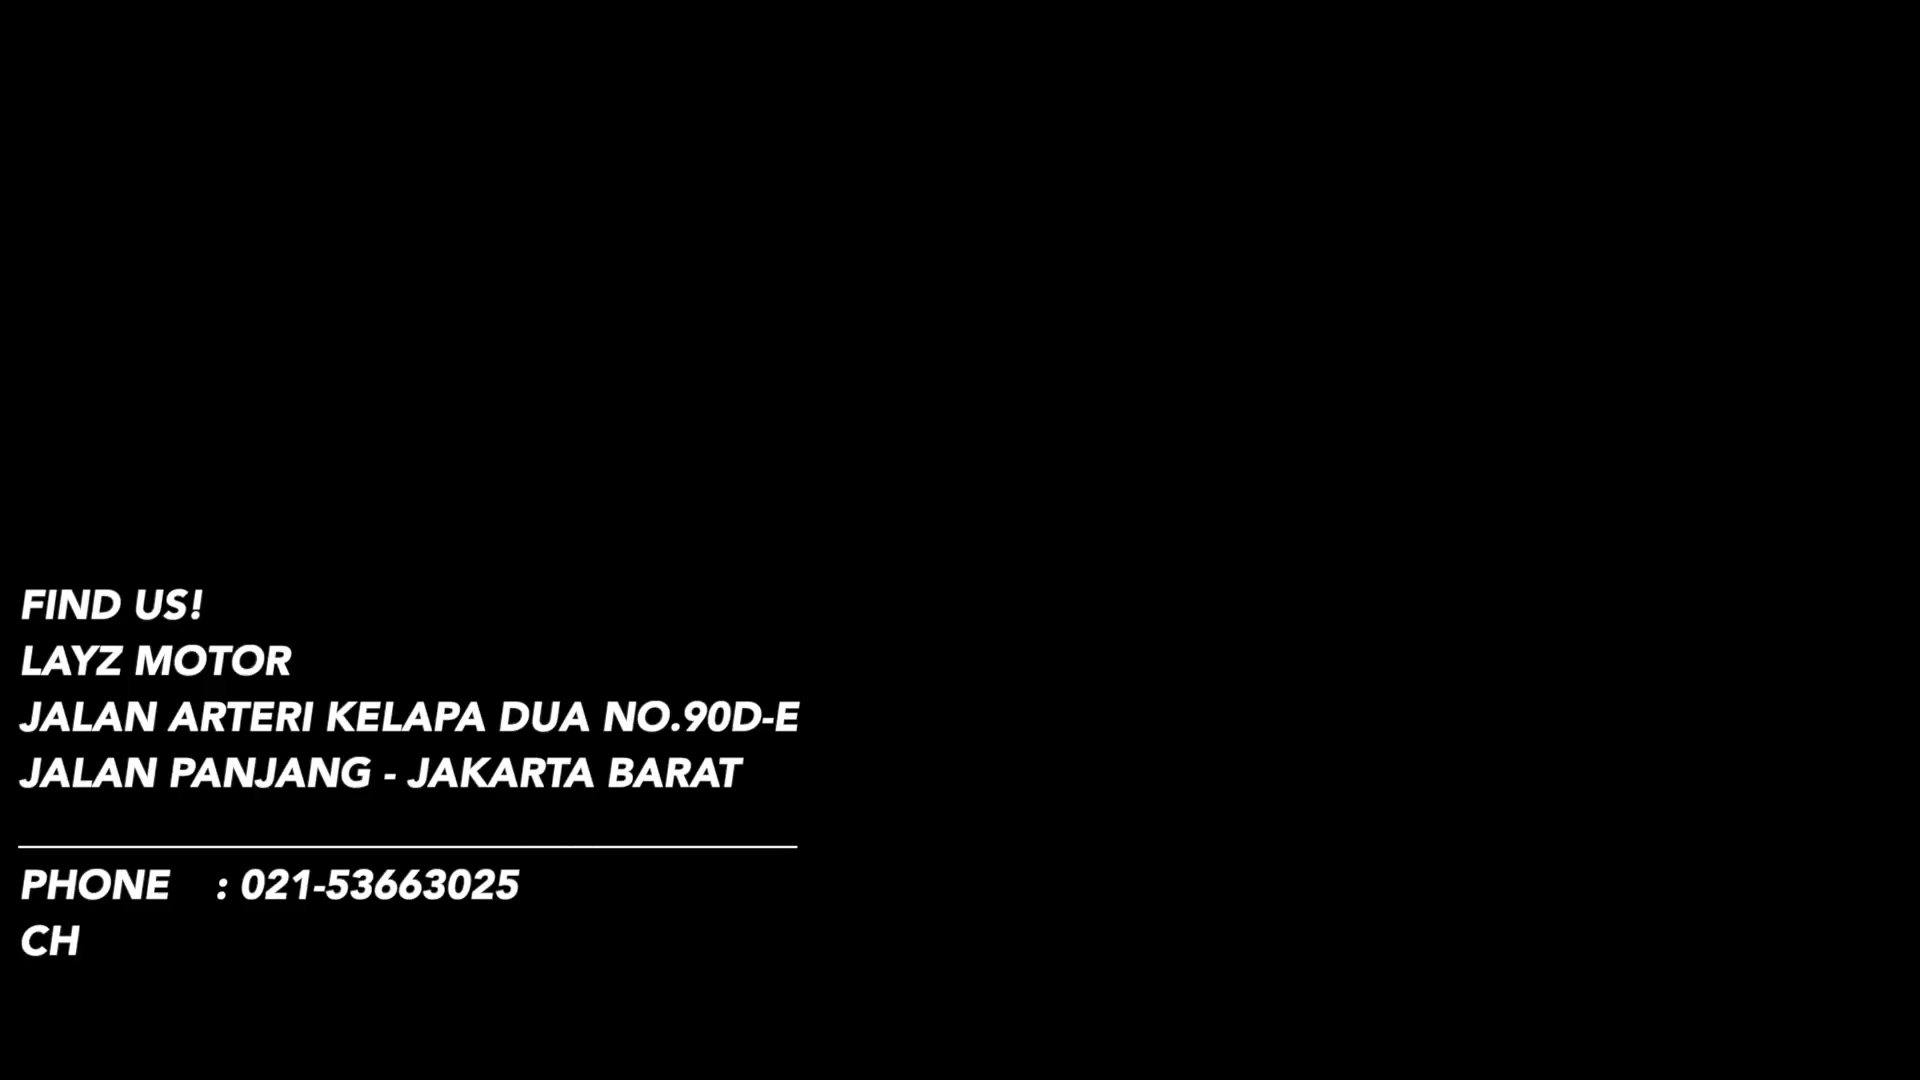 FIND US!
LAYZ MOTOR
JALAN ARTERI KELAPA DUA NO.90D-E
JALAN PANJANG - JAKARTA BARAT
PHONE : 021-53663025
CH